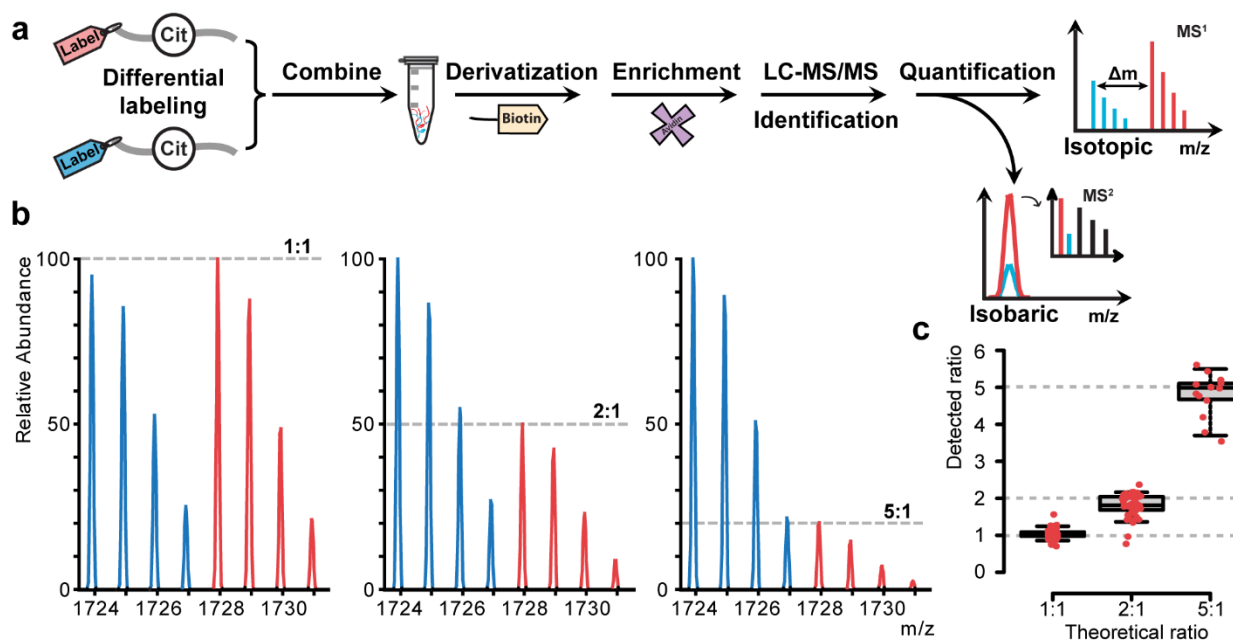 a
Label
Cit
Differential
labeling
Label
Cit
Combine
Derivatization
Biotin
Enrichment
Avidin
LC-MS/MS
Identification
Quantification
MS¹
Δm
Isotopic
m/z
MS²
Isobaric
m/z
b
Relative Abundance
100
50
0
1:1
1724
1726
1728
1730
100
50
0
2:1
1724
1726
1728
1730
100
50
0
5:1
1724
1726
1728
1730
m/z
c
Detected ratio
6
5
4
3
2
1
0
1:1
2:1
5:1
Theoretical ratio